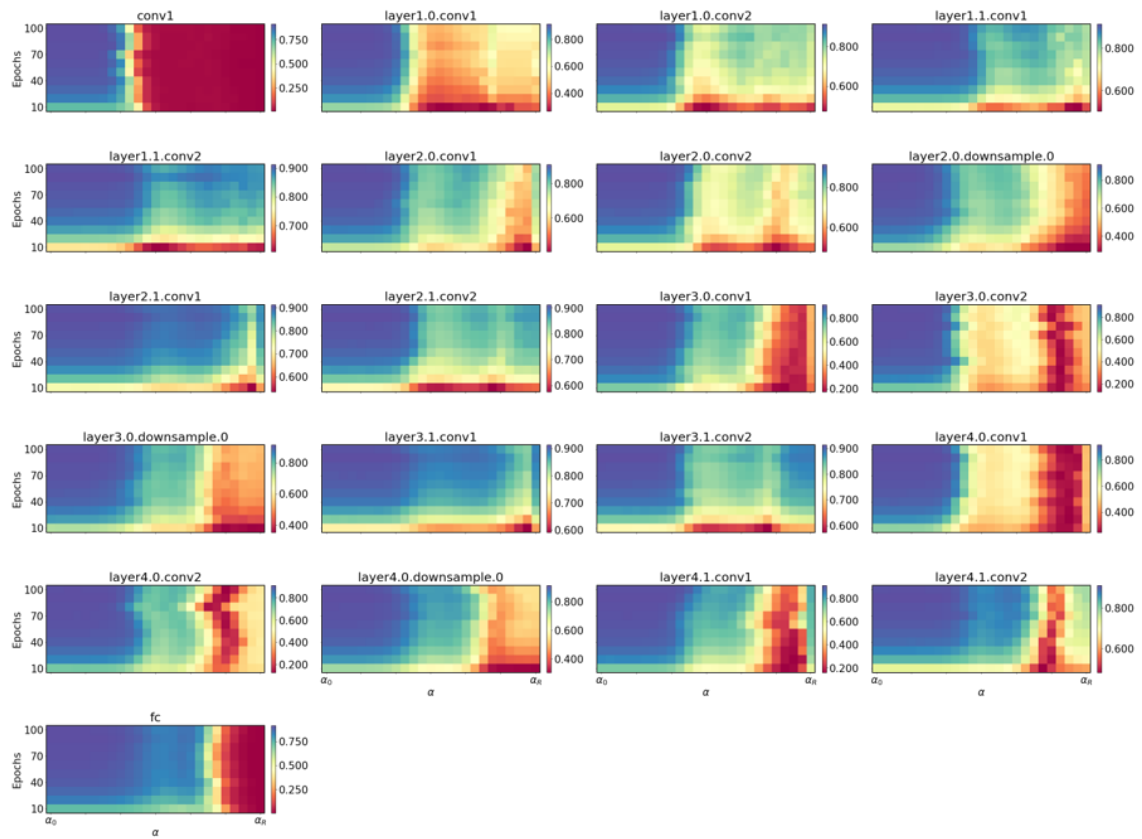 conv1 layer1.0.conv1 layer1.0.conv2 layer1.1.conv1
Epochs 100 70 40 10 0.750 0.500 0.250 0.800 0.600 0.400 0.800 0.600 0.800 0.600
layer1.1.conv2 layer2.0.conv1 layer2.0.conv2 layer2.0.downsample.0
Epochs 100 70 40 10 0.900 0.800 0.700 0.800 0.600 0.800 0.600 0.800 0.600 0.400
layer2.1.conv1 layer2.1.conv2 layer3.0.conv1 layer3.0.conv2
Epochs 100 70 40 10 0.900 0.800 0.700 0.600 0.900 0.800 0.700 0.600 0.800 0.600 0.400 0.200 0.800 0.600 0.400 0.200
layer3.0.downsample.0 layer3.1.conv1 layer3.1.conv2 layer4.0.conv1
Epochs 100 70 40 10 0.800 0.600 0.400 0.900 0.800 0.700 0.600 0.900 0.800 0.700 0.600 0.800 0.600 0.400
layer4.0.conv2 layer4.0.downsample.0 layer4.1.conv1 layer4.1.conv2
Epochs 100 70 40 10 0.800 0.600 0.400 0.200 0.800 0.600 0.400 0.800 0.600 0.400 0.200 0.800 0.600
α₀ α α_R α₀ α α_R α₀ α α_R
fc
Epochs 100 70 40 10 0.750 0.500 0.250
α₀ α α_R